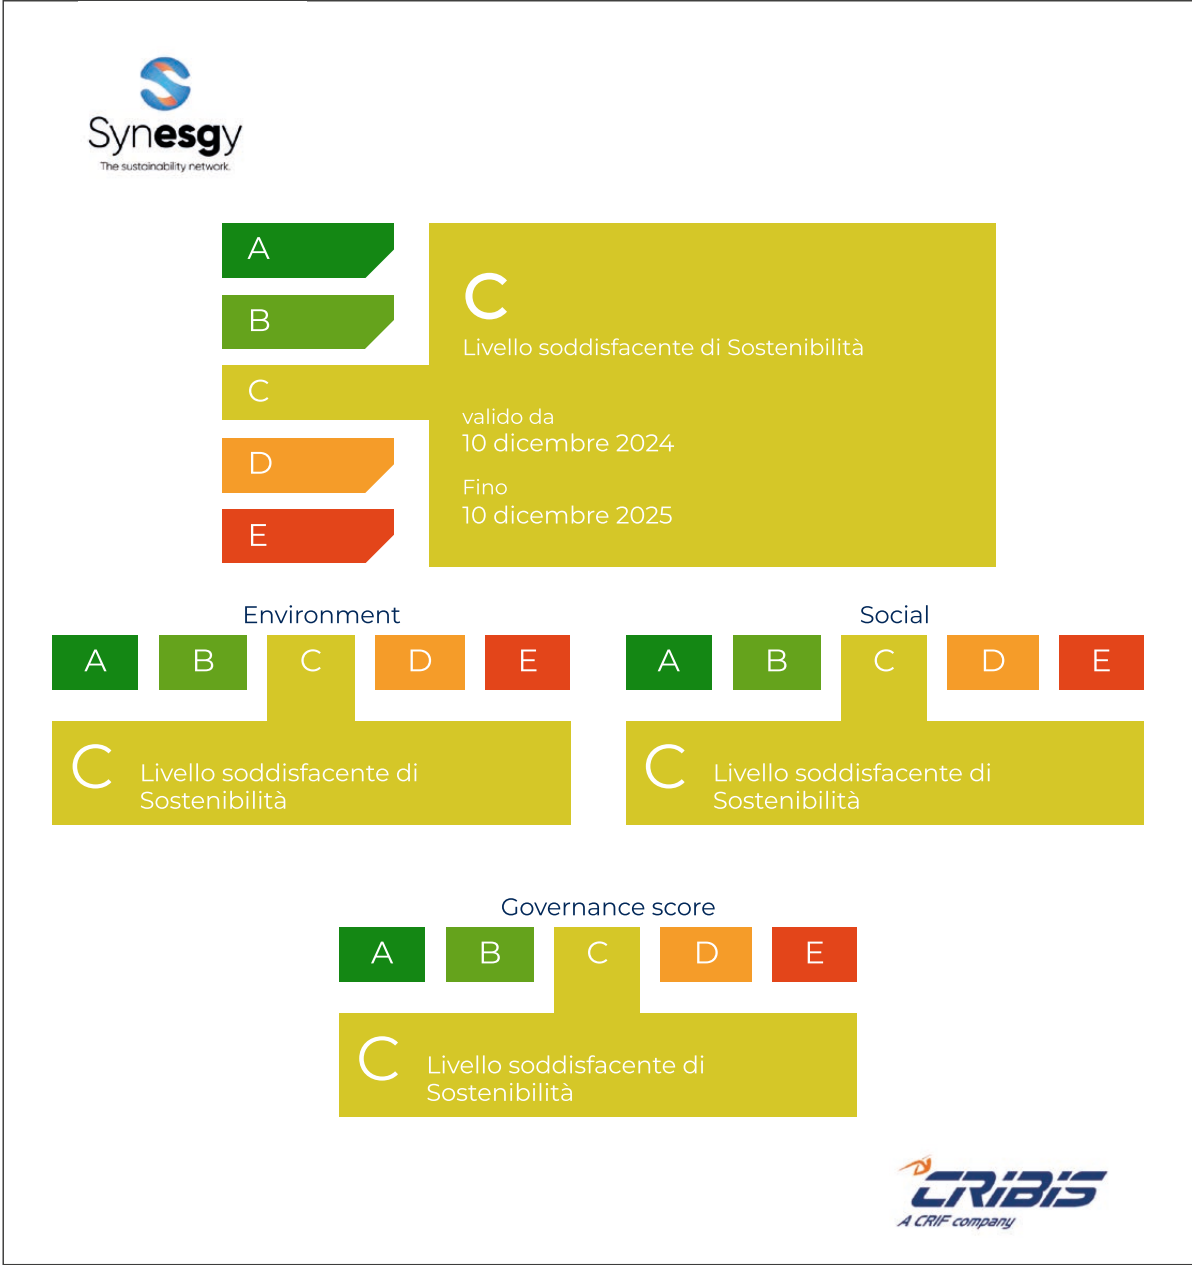 Synesgy
The sustainability network.
A
B
C
D
E
C
Livello soddisfacente di Sostenibilità
valido da
10 dicembre 2024
Fino
10 dicembre 2025
Environment
A B C D E
C Livello soddisfacente di
Sostenibilità
Social
A B C D E
C Livello soddisfacente di
Sostenibilità
Governance score
A B C D E
C Livello soddisfacente di
Sostenibilità
CRIBIS
A CRIF company